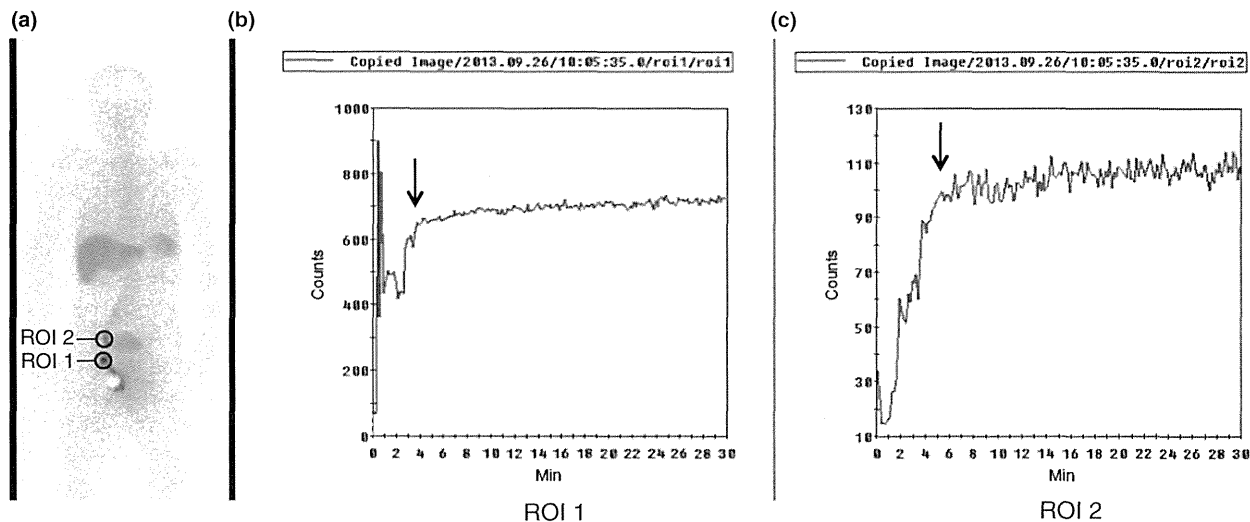 (a)
ROI 2
ROI 1
(b)
Copied Image/2013.09.26/10:05:35.0/roi1/roi1
1000
800
600
400
200
0
Counts
0 2 4 6 8 10 12 14 16 18 20 22 24 26 28 30
Min
ROI 1
(c)
Copied Image/2013.09.26/10:05:35.0/roi2/roi2
130
110
90
70
50
30
10
Counts
0 2 4 6 8 10 12 14 16 18 20 22 24 26 28 30
Min
ROI 2